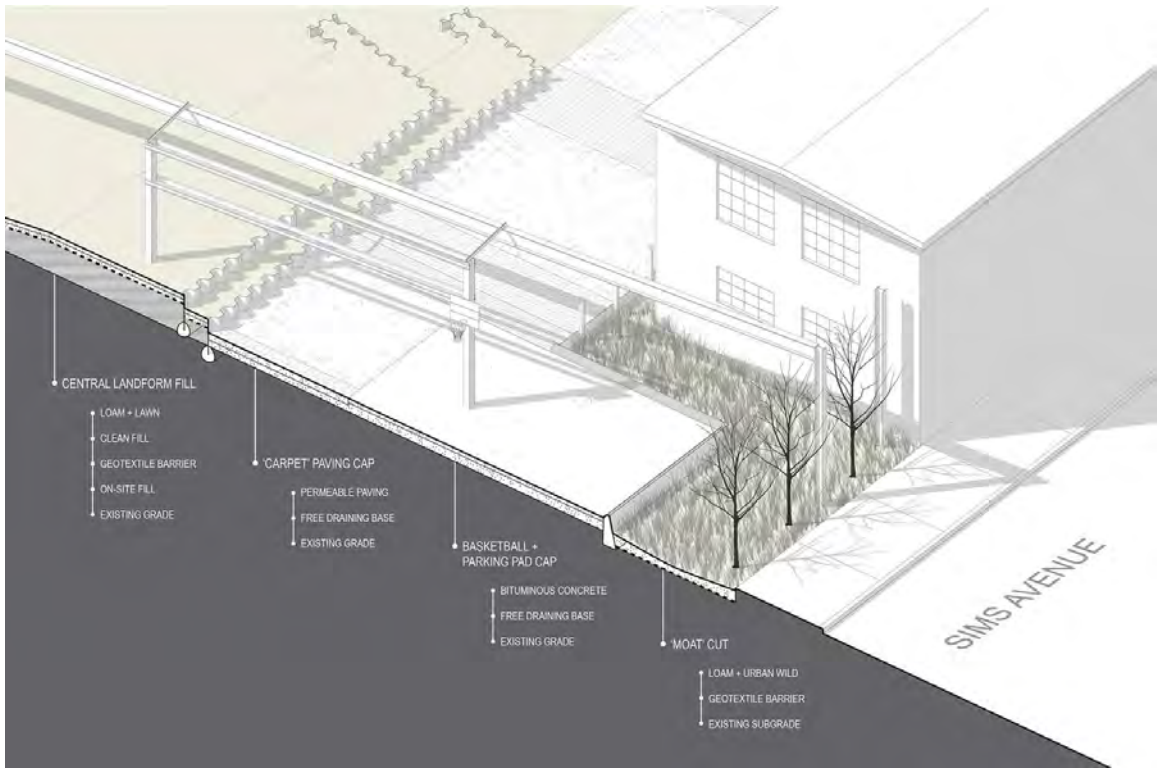 CENTRAL LANDFORM FILL
LOAM + LAWN
CLEAN FILL
GEOTEXTILE BARRIER
ON-SITE FILL
EXISTING GRADE
'CARPET' PAVING CAP
PERMEABLE PAVING
FREE DRAINING BASE
EXISTING GRADE
BASKETBALL +
PARKING PAD CAP
BITUMINOUS CONCRETE
FREE DRAINING BASE
EXISTING GRADE
'MOAT' CUT
LOAM + URBAN WILD
GEOTEXTILE BARRIER
EXISTING SUBGRADE
SIMS AVENUE